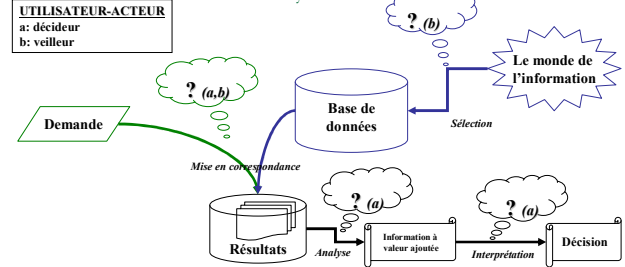 UTILISATEUR-ACTEUR
a: décideur
b: veilleur
? (b)
Le monde de
l'information
? (a,b)
Base de
données
Demande
Sélection
Mise en correspondance
? (a)
? (a)
Résultats
Analyse
Information à
valeur ajoutée
Interprétation
Décision